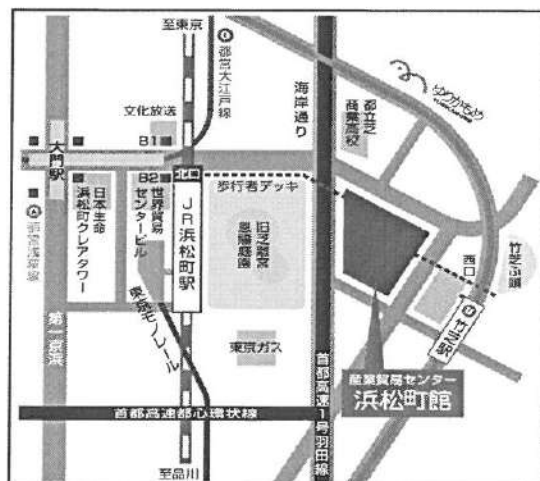 至東京
都営大江戸線
海岸通り
ゆりかもめ
文化放送
都立芝
商業高校
B1
大門駅
B2
北口
歩行者デッキ
日本生命
浜松町クレアタワー
世界貿易
センタービル
JR浜松町駅
旧芝離宮
恩賜庭園
竹芝ふ頭
西口
竹芝駅
都営浅草線
第一京浜
東京モノレール
東京ガス
首都高速1号羽田線
産業貿易センター
浜松町館
首都高速都心環状線
至品川